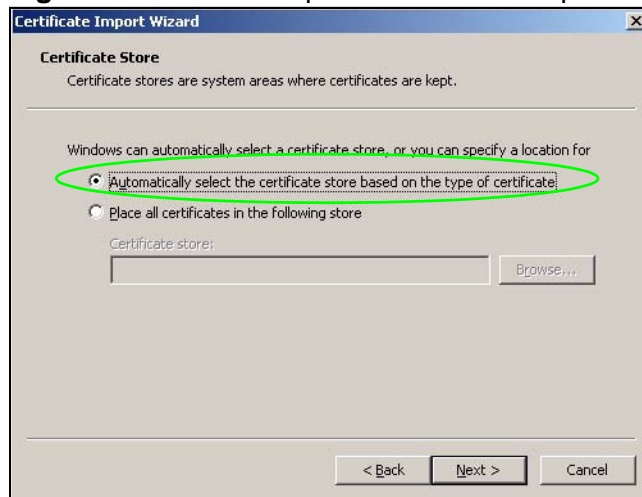 Certificate Import Wizard
Certificate Store
Certificate stores are system areas where certificates are kept.
Windows can automatically select a certificate store, or you can specify a location for
Automatically select the certificate store based on the type of certificate
Place all certificates in the following store
Certificate store:
Browse...
< Back
Next >
Cancel